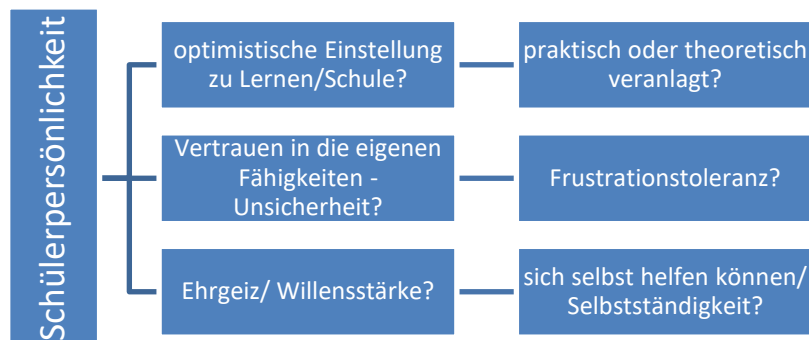 Schülerpersönlichkeit
optimistische Einstellung
zu Lernen/Schule?
praktisch oder theoretisch
veranlagt?
Vertrauen in die eigenen
Fähigkeiten -
Unsicherheit?
Frustrationstoleranz?
Ehrgeiz/ Willensstärke?
sich selbst helfen können/
Selbstständigkeit?